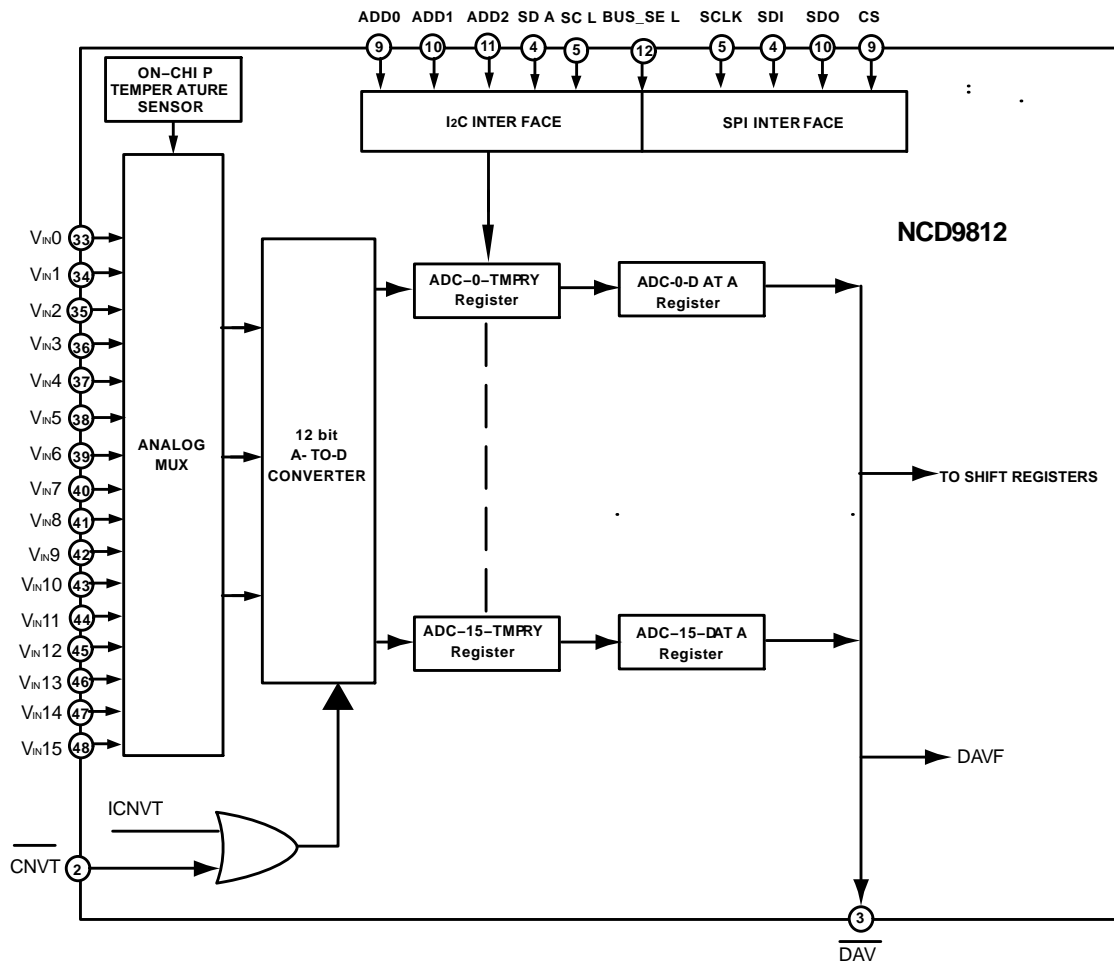 ADD0 ADD1 ADD2 SD A SC L BUS_SE L SCLK SDI SDO CS
9 10 11 4 5 12 5 4 10 9
ON–CHI P
TEMPER ATURE
SENSOR
I2C INTER FACE
SPI INTER FACE
NCD9812
VIN0 33
VIN1 34
VIN2 35
VIN3 36
VIN4 37
VIN5 38
VIN6 39
VIN7 40
VIN8 41
VIN9 42
VIN10 43
VIN11 44
VIN12 45
VIN13 46
VIN14 47
VIN15 48
ANALOG
MUX
12 bit
A- TO-D
CONVERTER
ADC–0–TMPRY
Register
ADC-0-D AT A
Register
TO SHIFT REGISTERS
ADC–15–TMPRY
Register
ADC–15–DAT A
Register
DAVF
ICNVT
CNVT 2
3
DAV